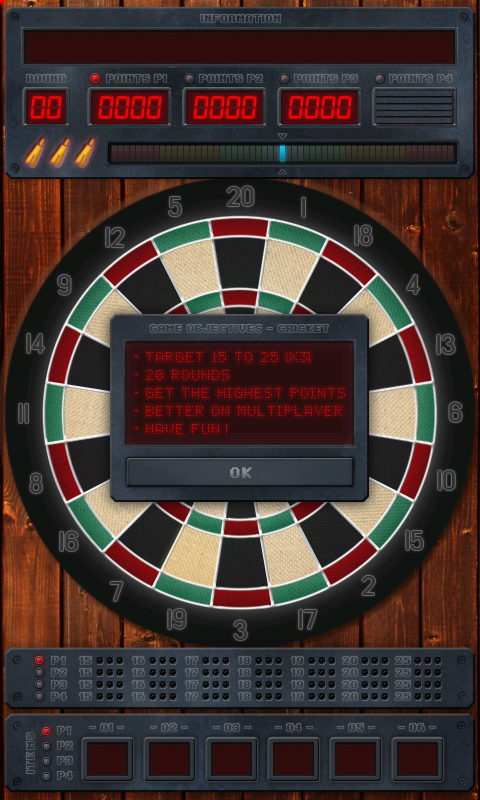 INFORMATION
ROUND POINTS P1 POINTS P2 POINTS P3 POINTS P4
00 0000 0000 0000
20
5 1
12 18
9 4
14 13
11 6
8 10
16 15
7 2
19 17
3
GAME OBJECTIVES - CRICKET
- TARGET 15 TO 25 (X3)
- 20 ROUNDS
- GET THE HIGHEST POINTS
- BETTER ON MULTIPLAYER
- HAVE FUN!
OK
P1 15 16 17 18 19 20 25
P2 15 16 17 18 19 20 25
P3 15 16 17 18 19 20 25
P4 15 16 17 18 19 20 25
ITEMS
P1
P2
P3
P4
- 01 - - 02 - - 03 - - 04 - - 05 - - 06 -